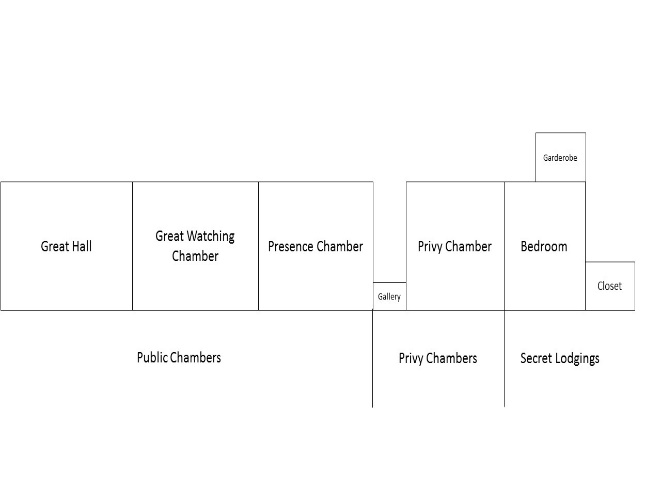 Garderobe
Great Hall
Great Watching
Chamber
Presence Chamber
Gallery
Privy Chamber
Bedroom
Closet
Public Chambers
Privy Chambers
Secret Lodgings